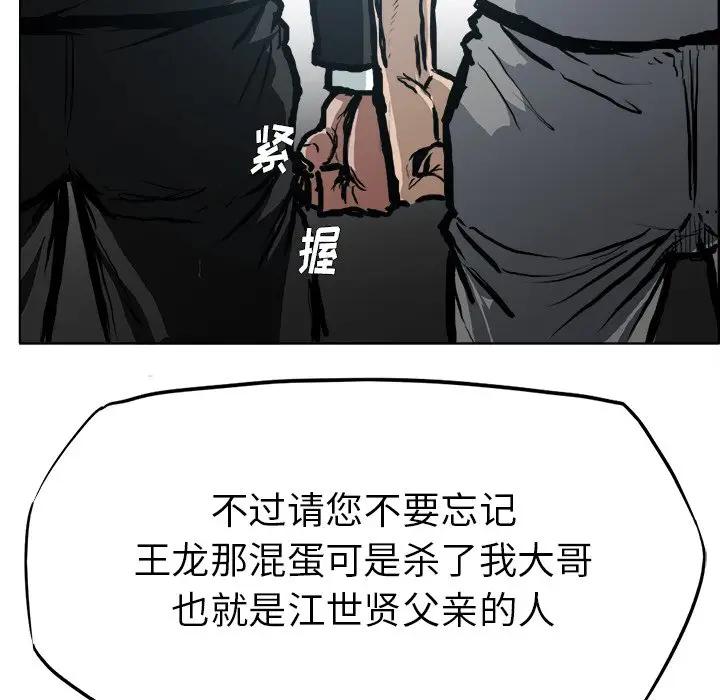 紧
握
不过请您不要忘记
王龙那混蛋可是杀了我大哥
也就是江世贤父亲的人